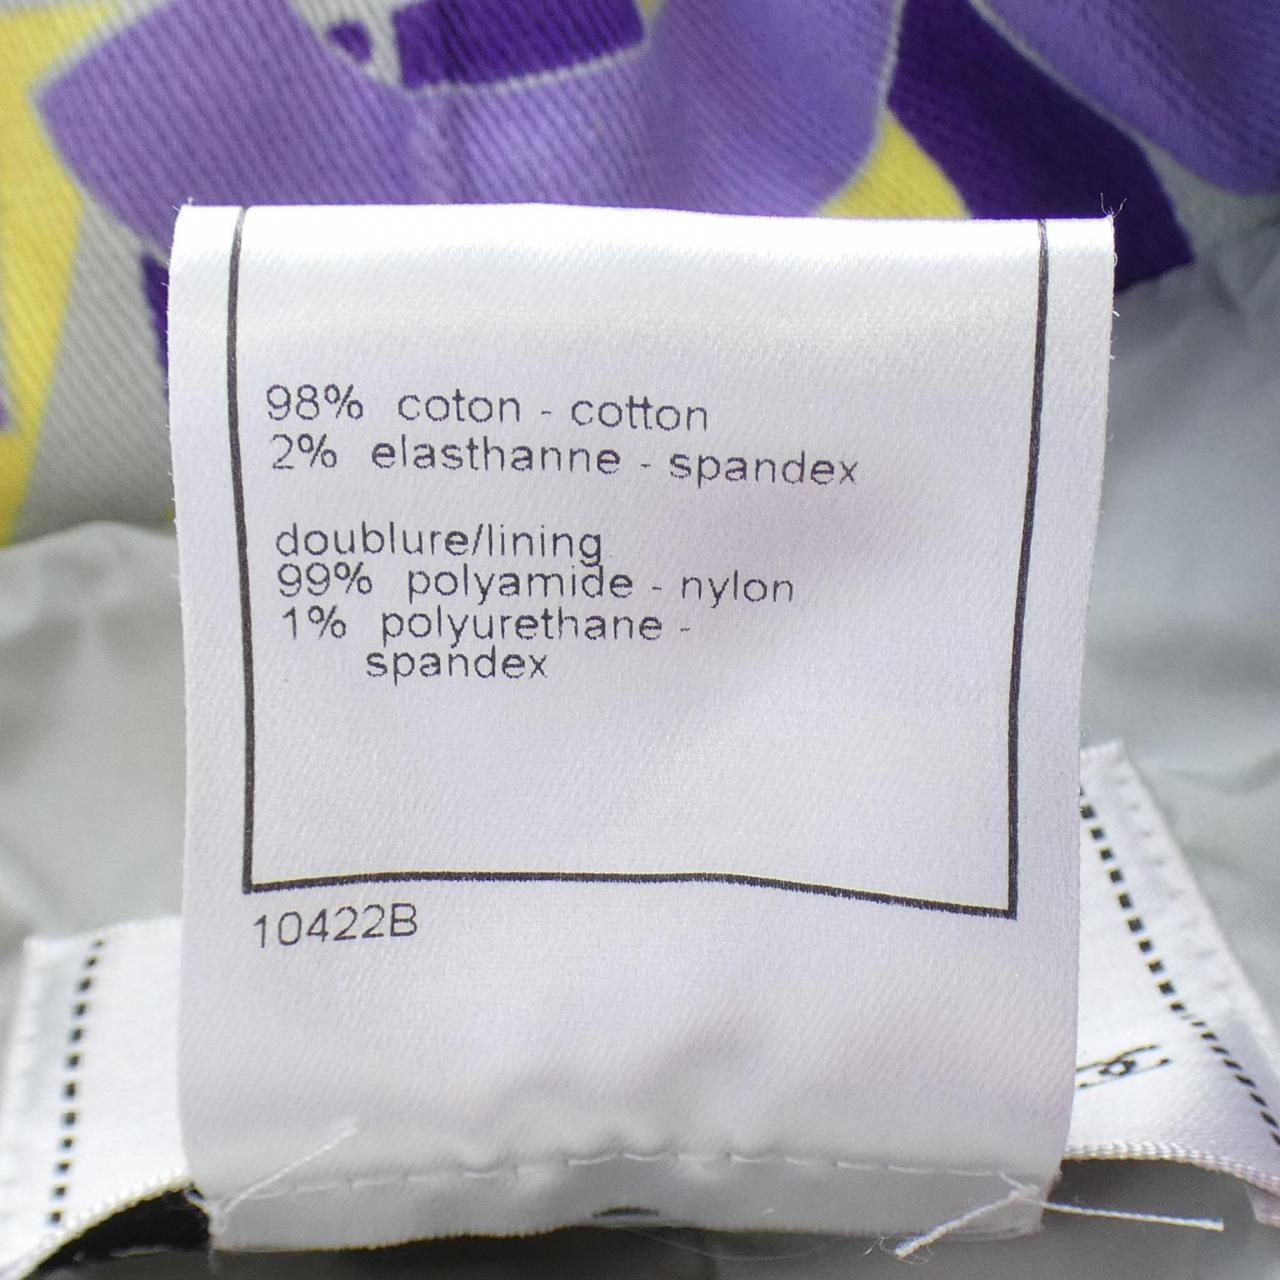 98% coton - cotton
2% elasthanne - spandex
doublure/lining
99% polyamide - nylon
1% polyurethane -
spandex
10422B